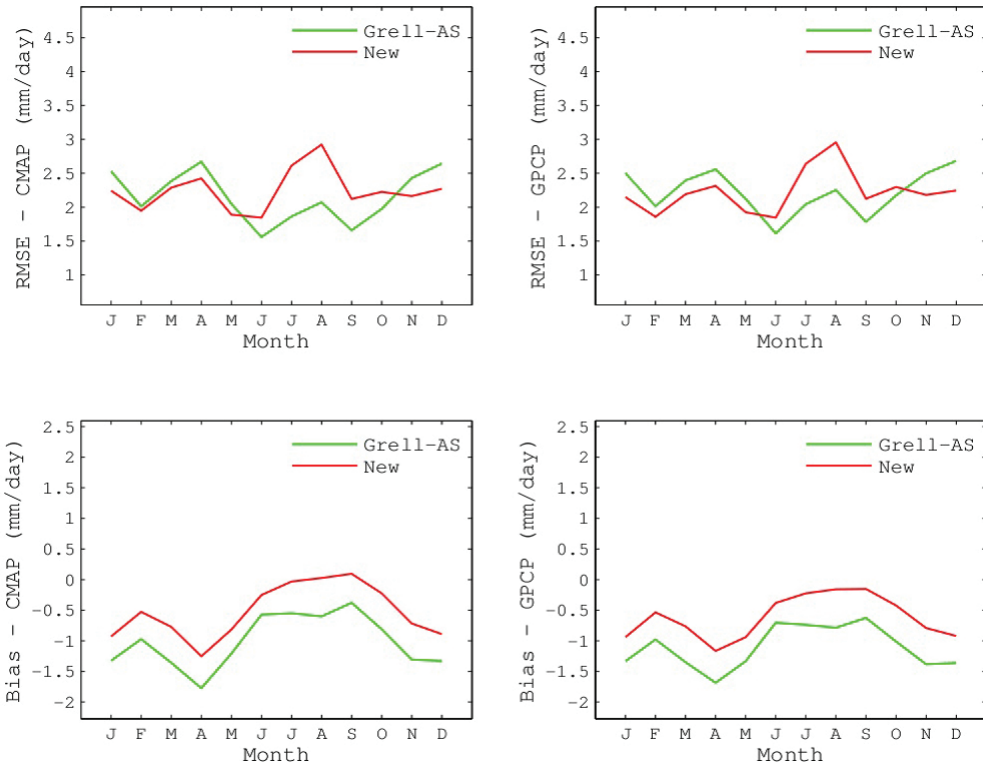 RMSE - CMAP (mm/day)
4.5
4
3.5
3
2.5
2
1.5
1
Grell-AS
New
J F M A M J J A S O N D
Month
RMSE - GPCP (mm/day)
4.5
4
3.5
3
2.5
2
1.5
1
Grell-AS
New
J F M A M J J A S O N D
Month
Bias - CMAP (mm/day)
2.5
2
1.5
1
0.5
0
-0.5
-1
-1.5
-2
Grell-AS
New
J F M A M J J A S O N D
Month
Bias - GPCP (mm/day)
2.5
2
1.5
1
0.5
0
-0.5
-1
-1.5
-2
Grell-AS
New
J F M A M J J A S O N D
Month